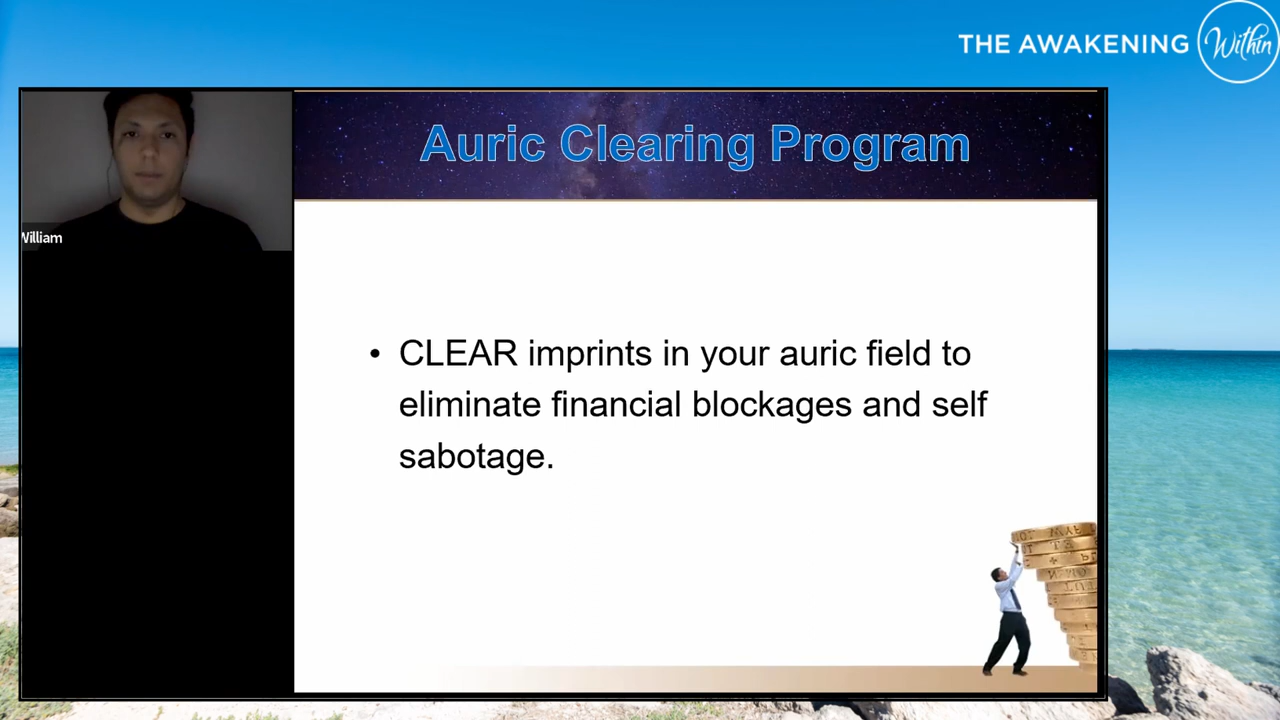 THE AWAKENING Within
William
Auric Clearing Program
• CLEAR imprints in your auric field to
eliminate financial blockages and self
sabotage.